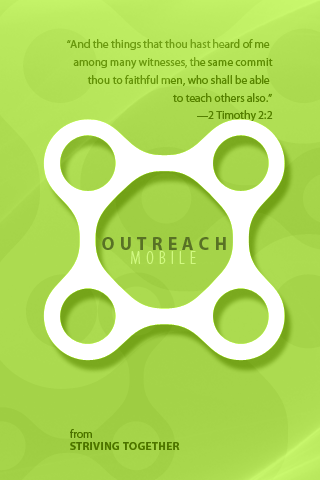 “And the things that thou hast heard of me
among many witnesses, the same commit
thou to faithful men, who shall be able
to teach others also.”
—2 Timothy 2:2
OUTREACH
MOBILE
from
STRIVING TOGETHER